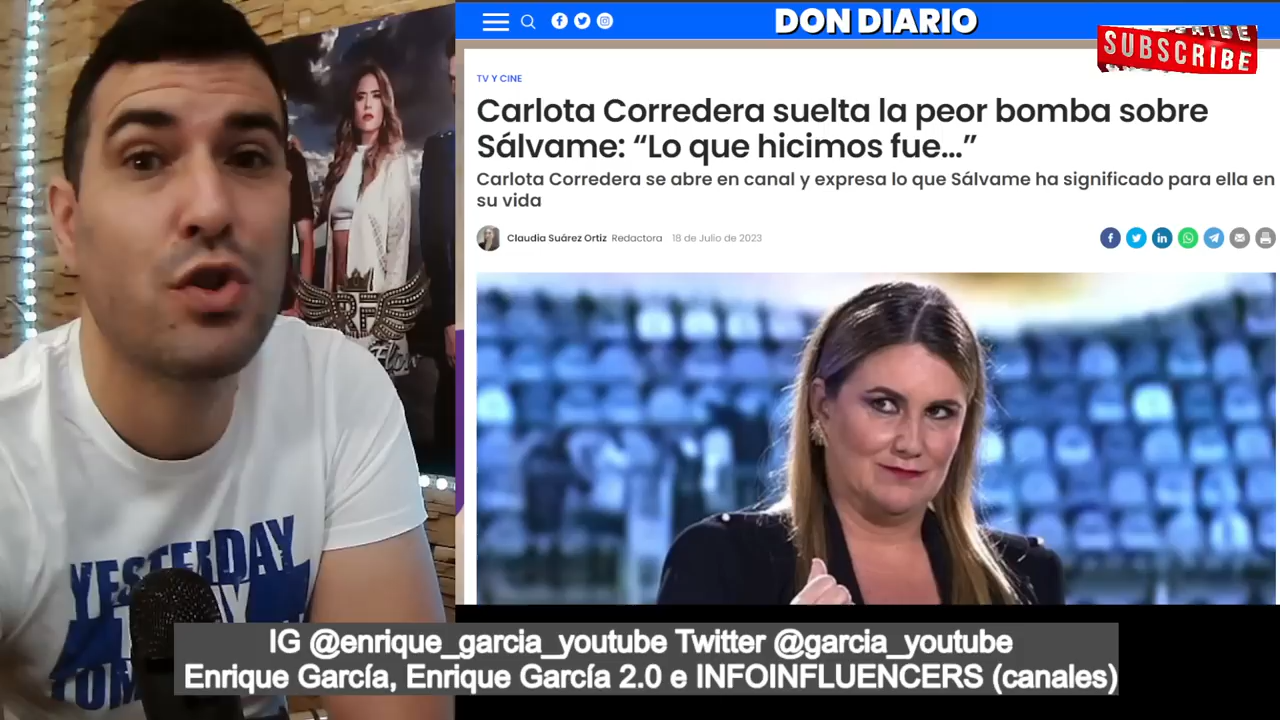 DON DIARIO
SUBSCRIBE
TV Y CINE
Carlota Corredera suelta la peor bomba sobre
Sálvame: “Lo que hicimos fue...”
Carlota Corredera se abre en canal y expresa lo que Sálvame ha significado para ella en
su vida
Claudia Suárez Ortiz Redactora 18 de Julio de 2023
YESTERDAY
IG @enrique_garcia_youtube Twitter @garcia_youtube
Enrique García, Enrique García 2.0 e INFOINFLUENCERS (canales)